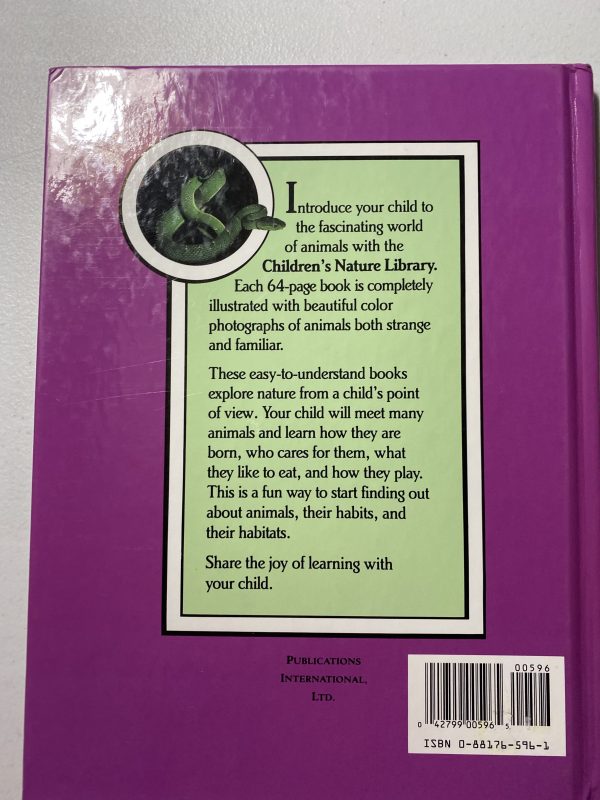 Introduce your child to
the fascinating world
of animals with the
Children's Nature Library.
Each 64-page book is completely
illustrated with beautiful color
photographs of animals both strange
and familiar.
These easy-to-understand books
explore nature from a child's point
of view. Your child will meet many
animals and learn how they are
born, who cares for them, what
they like to eat, and how they play.
This is a fun way to start finding out
about animals, their habits, and
their habitats.
Share the joy of learning with
your child.
PUBLICATIONS
INTERNATIONAL,
LTD.
00596
0 42799 00596 5
ISBN 0-88176-596-1